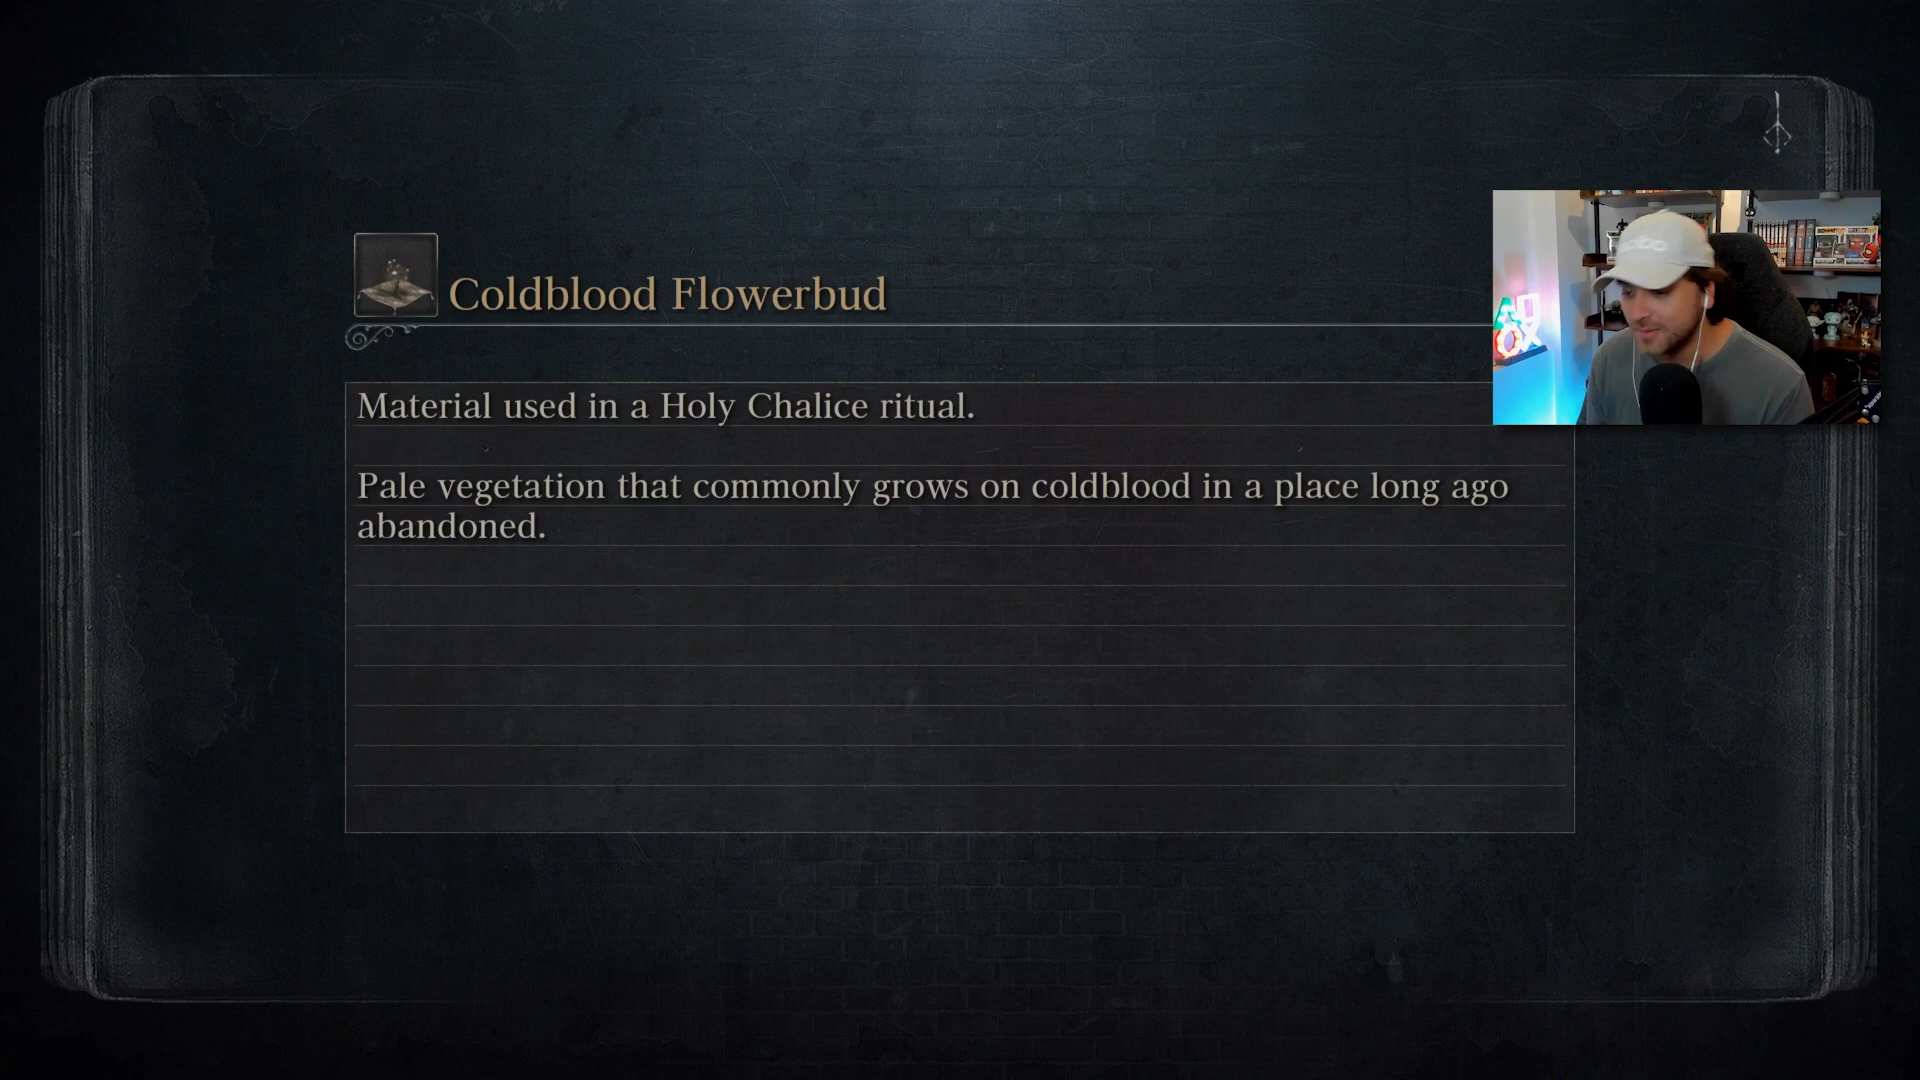 Coldblood Flowerbud
Material used in a Holy Chalice ritual.
Pale vegetation that commonly grows on coldblood in a place long ago
abandoned.